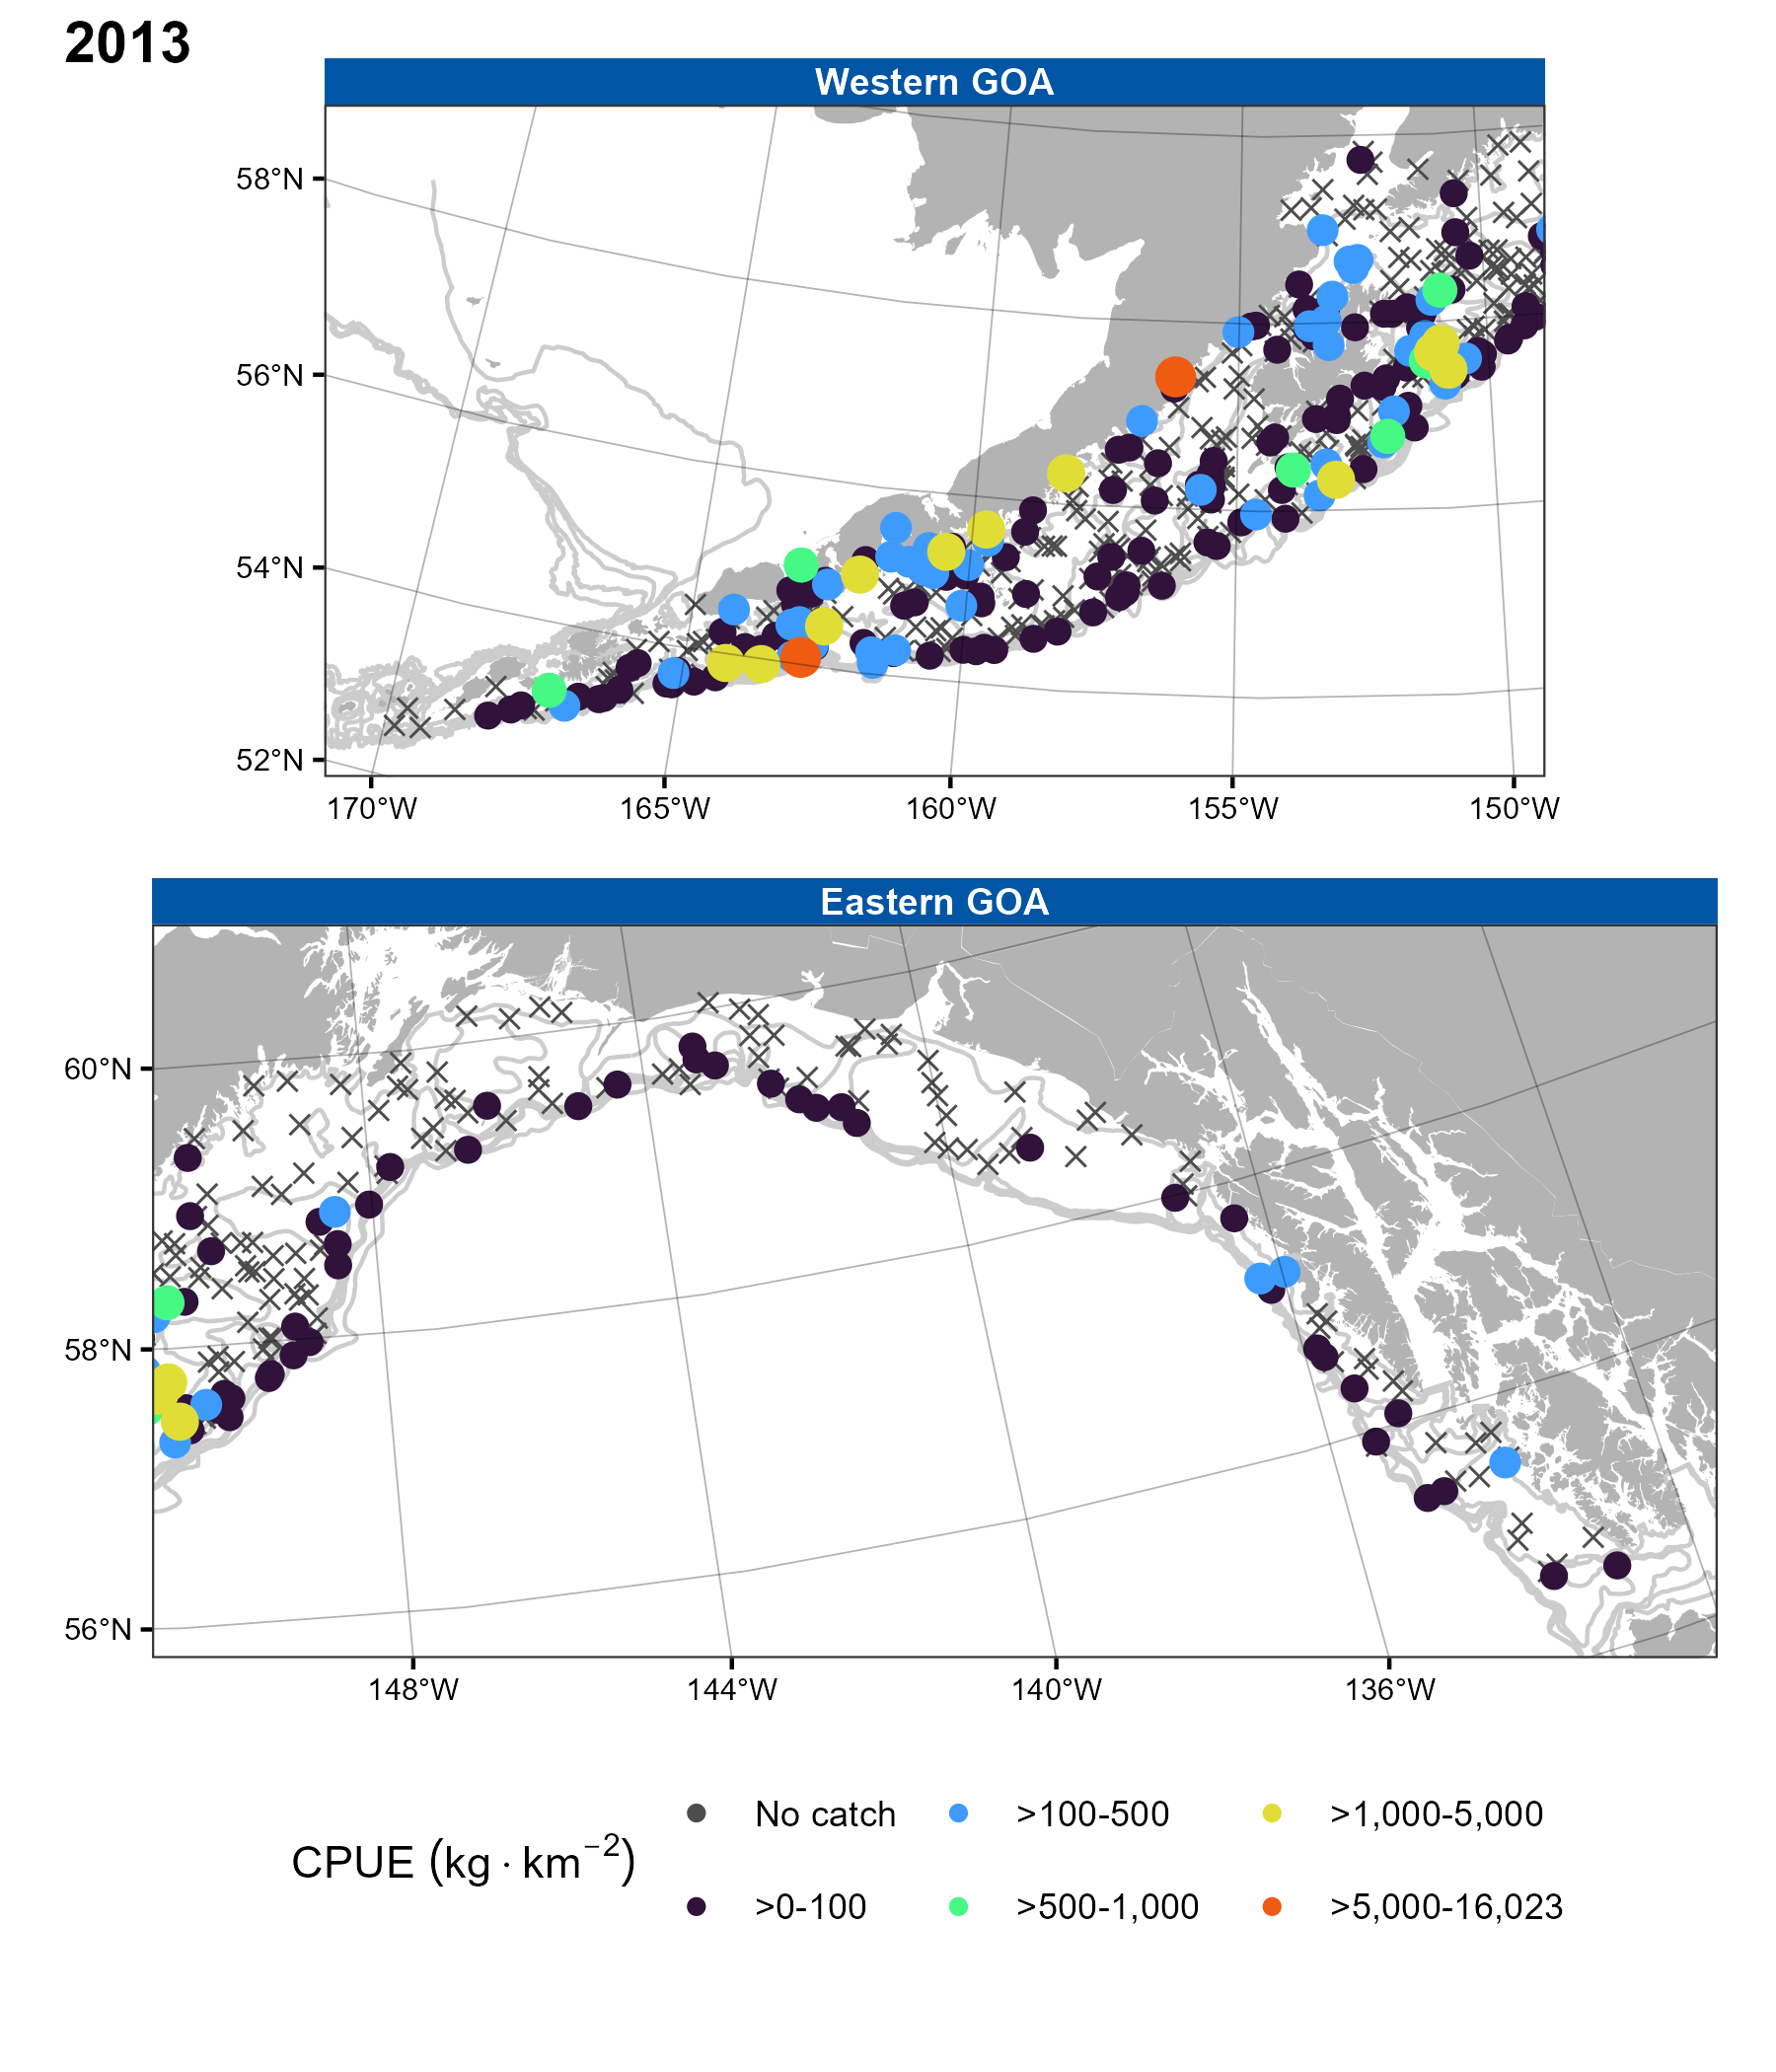 2013
Western GOA
58°N
56°N
54°N
52°N
170°W 165°W 160°W 155°W 150°W
Eastern GOA
60°N
58°N
56°N
148°W 144°W 140°W 136°W
CPUE (kg · km⁻²)
No catch >100-500 >1,000-5,000
>0-100 >500-1,000 >5,000-16,023